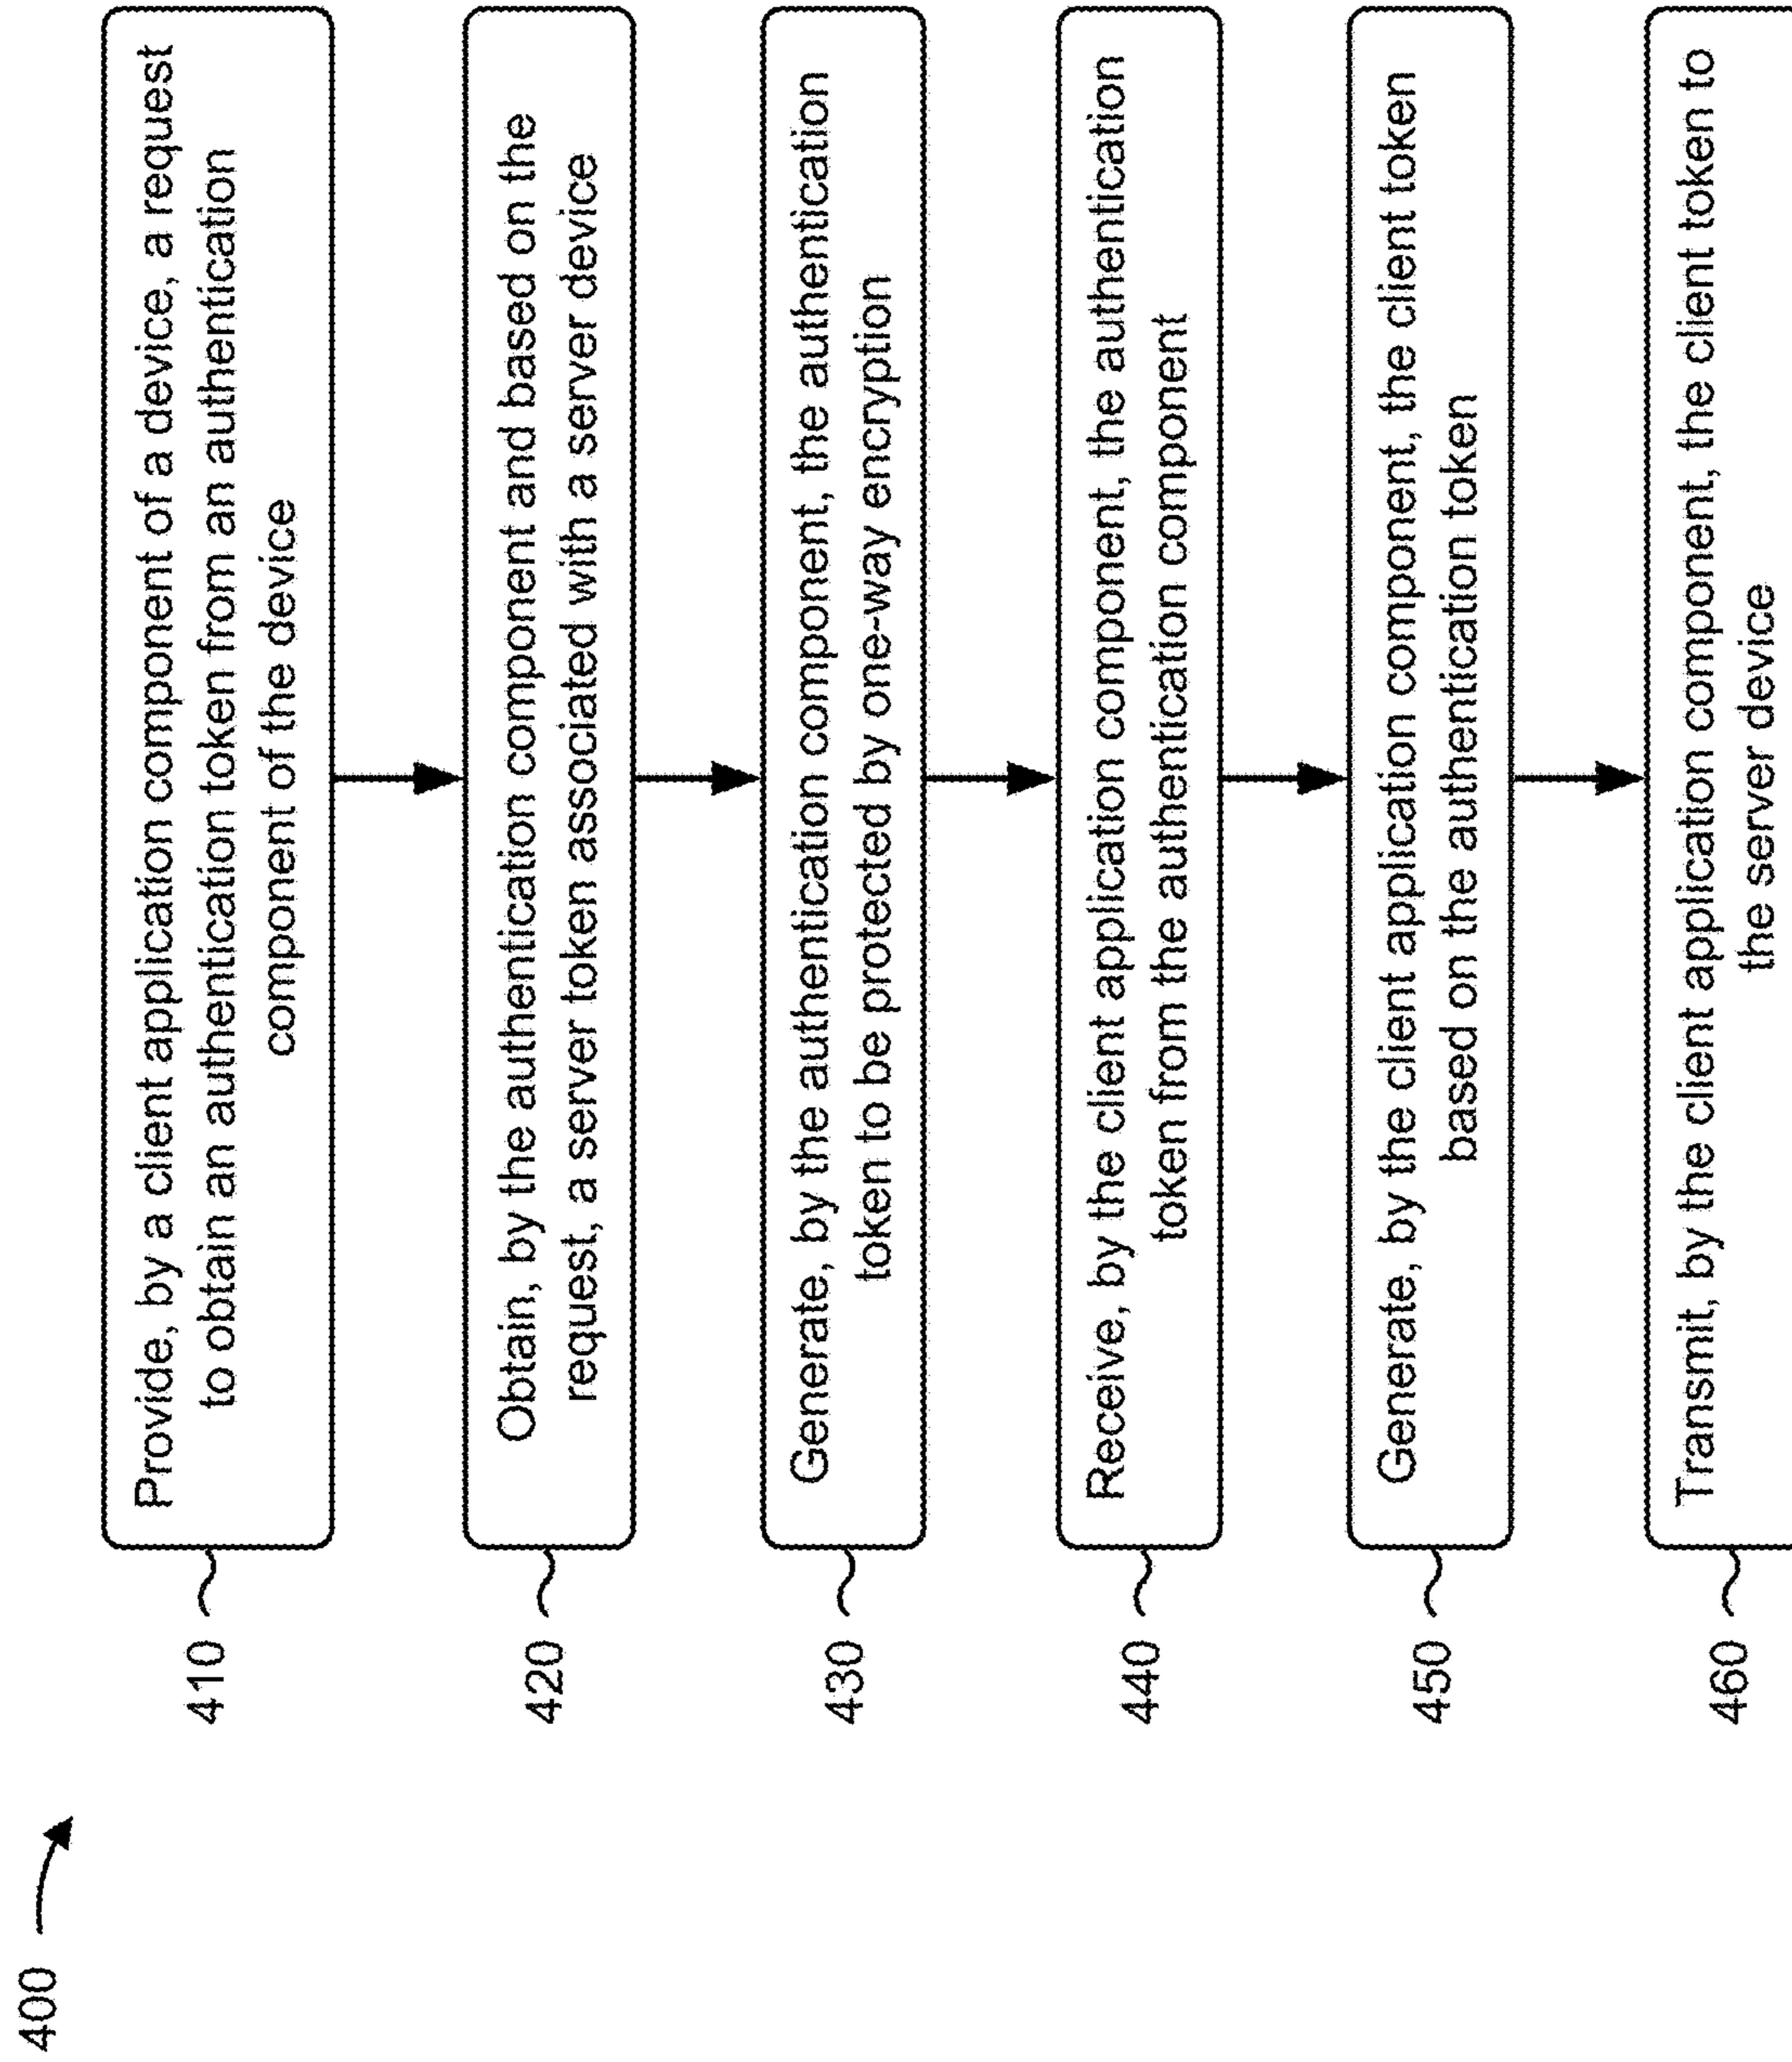 400
410
Provide, by a client application component of a device, a request
to obtain an authentication token from an authentication
component of the device
420
Obtain, by the authentication component and based on the
request, a server token associated with a server device
430
Generate, by the authentication component, the authentication
token to be protected by one-way encryption
440
Receive, by the client application component, the authentication
token from the authentication component
450
Generate, by the client application component, the client token
based on the authentication token
460
Transmit, by the client application component, the client token to
the server device